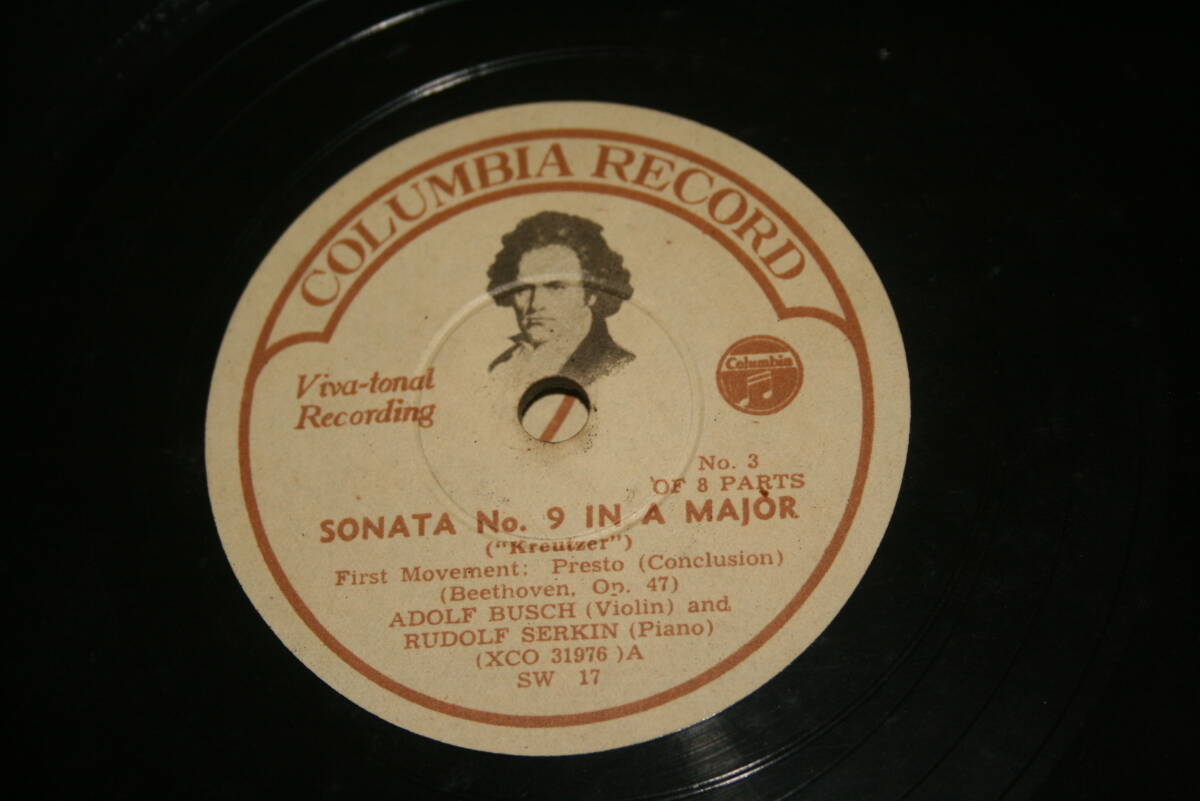 COLUMBIA RECORD
Viva-tonal
Recording
Columbia
No. 3
OF 8 PARTS
SONATA No. 9 IN A MAJOR
("Kreutzer")
First Movement: Presto (Conclusion)
(Beethoven, Op. 47)
ADOLF BUSCH (Violin) and
RUDOLF SERKIN (Piano)
(XCO 31976 )A
SW 17